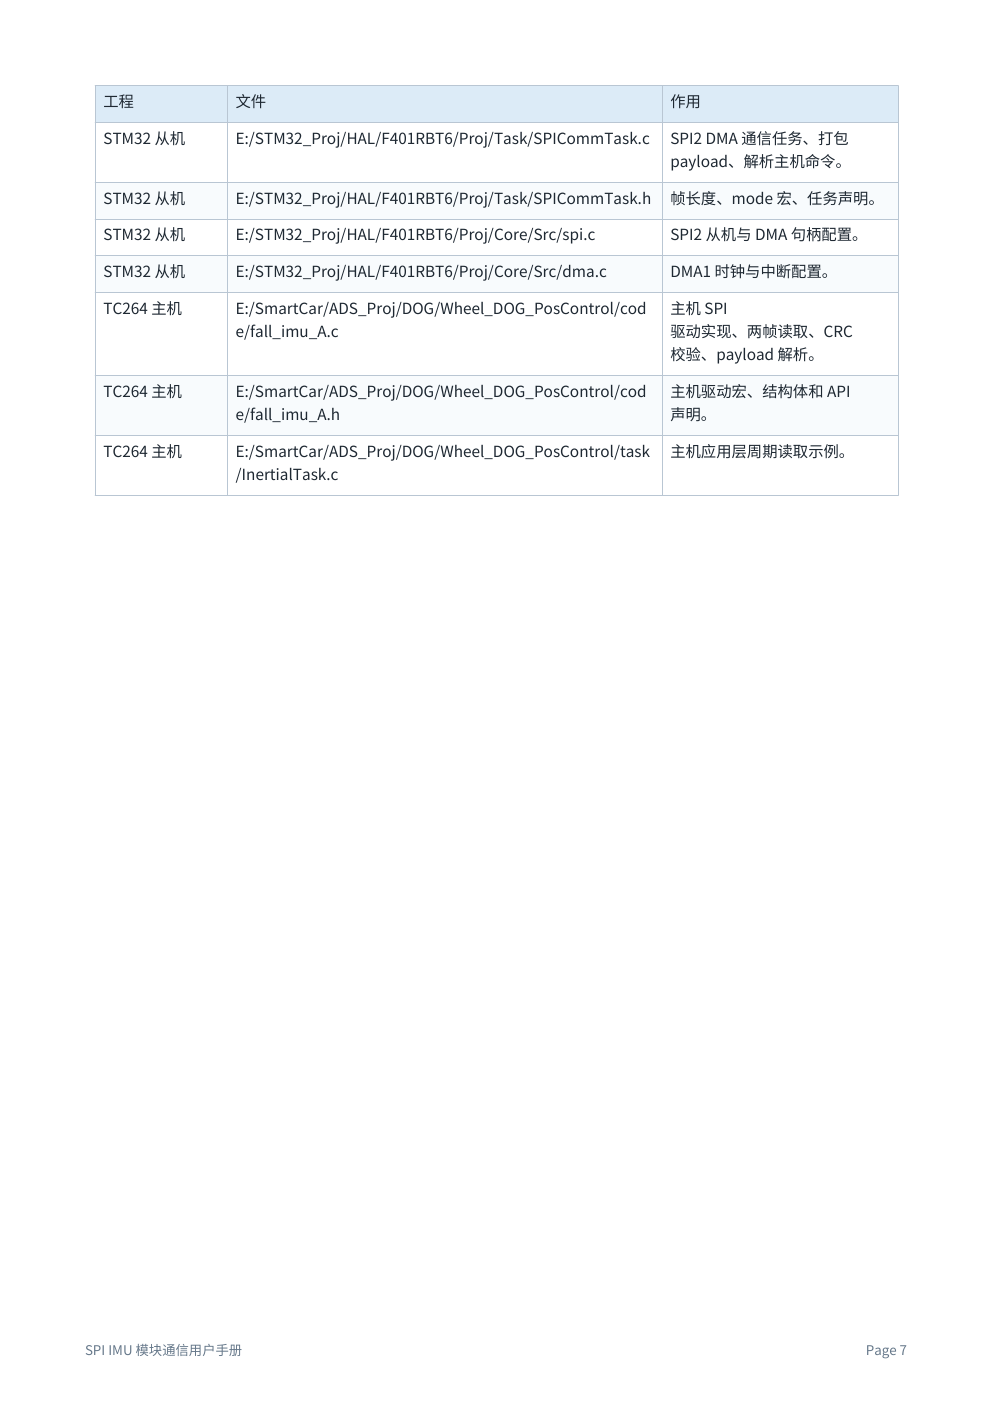 工程 文件 作用
STM32 从机 E:/STM32_Proj/HAL/F401RBT6/Proj/Task/SPICommTask.c SPI2 DMA 通信任务、打包
payload、解析主机命令。
STM32 从机 E:/STM32_Proj/HAL/F401RBT6/Proj/Task/SPICommTask.h 帧长度、mode 宏、任务声明。
STM32 从机 E:/STM32_Proj/HAL/F401RBT6/Proj/Core/Src/spi.c SPI2 从机与 DMA 句柄配置。
STM32 从机 E:/STM32_Proj/HAL/F401RBT6/Proj/Core/Src/dma.c DMA1 时钟与中断配置。
TC264 主机 E:/SmartCar/ADS_Proj/DOG/Wheel_DOG_PosControl/cod 主机 SPI
e/fall_imu_A.c 驱动实现、两帧读取、CRC
校验、payload 解析。
TC264 主机 E:/SmartCar/ADS_Proj/DOG/Wheel_DOG_PosControl/cod 主机驱动宏、结构体和 API
e/fall_imu_A.h 声明。
TC264 主机 E:/SmartCar/ADS_Proj/DOG/Wheel_DOG_PosControl/task 主机应用层周期读取示例。
/InertialTask.c
SPI IMU 模块通信用户手册 Page 7